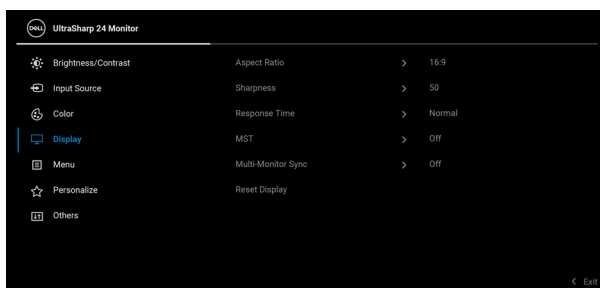 DELL UltraSharp 24 Monitor
Brightness/Contrast Aspect Ratio > 16:9
Input Source Sharpness > 50
Color Response Time > Normal
Display MST > Off
Menu Multi-Monitor Sync > Off
Personalize Reset Display
Others
< Exit